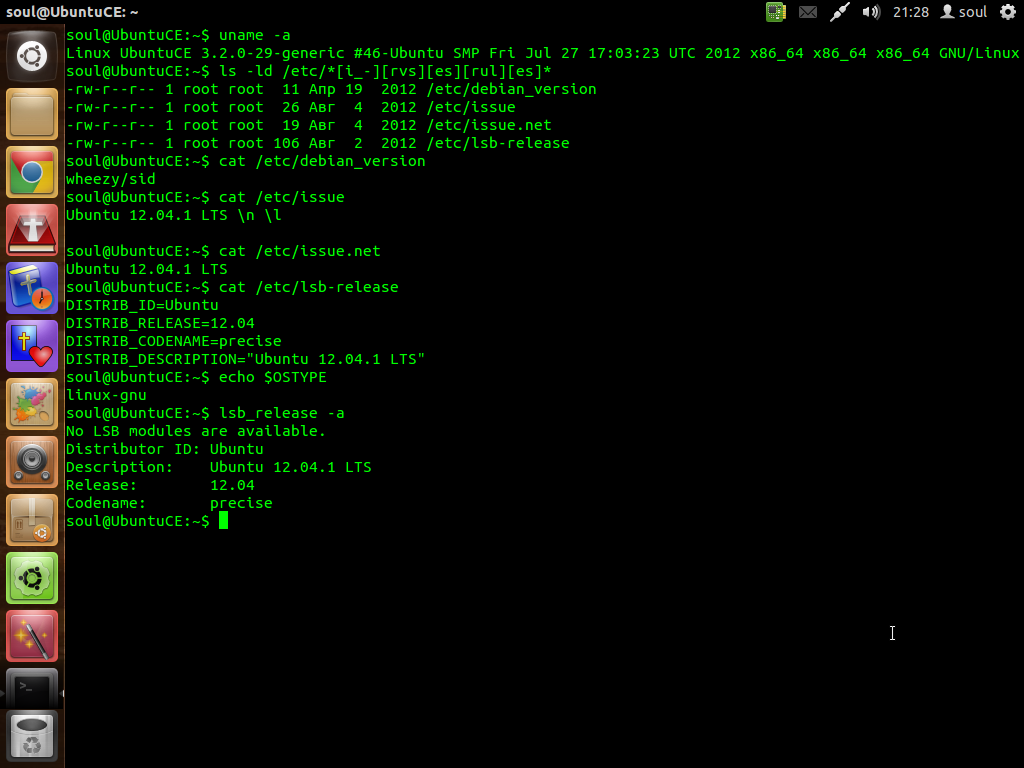 soul@UbuntuCE: ~
21:28
soul
soul@UbuntuCE:~$ uname -a
Linux UbuntuCE 3.2.0-29-generic #46-Ubuntu SMP Fri Jul 27 17:03:23 UTC 2012 x86_64 x86_64 x86_64 GNU/Linux
soul@UbuntuCE:~$ ls -ld /etc/*[i_-][rvs][es][rul][es]*
-rw-r--r-- 1 root root  11 Апр 19  2012 /etc/debian_version
-rw-r--r-- 1 root root  26 Авг  4  2012 /etc/issue
-rw-r--r-- 1 root root  19 Авг  4  2012 /etc/issue.net
-rw-r--r-- 1 root root 106 Авг  2  2012 /etc/lsb-release
soul@UbuntuCE:~$ cat /etc/debian_version
wheezy/sid
soul@UbuntuCE:~$ cat /etc/issue
Ubuntu 12.04.1 LTS \n \l
soul@UbuntuCE:~$ cat /etc/issue.net
Ubuntu 12.04.1 LTS
soul@UbuntuCE:~$ cat /etc/lsb-release
DISTRIB_ID=Ubuntu
DISTRIB_RELEASE=12.04
DISTRIB_CODENAME=precise
DISTRIB_DESCRIPTION="Ubuntu 12.04.1 LTS"
soul@UbuntuCE:~$ echo $OSTYPE
linux-gnu
soul@UbuntuCE:~$ lsb_release -a
No LSB modules are available.
Distributor ID: Ubuntu
Description:    Ubuntu 12.04.1 LTS
Release:        12.04
Codename:       precise
soul@UbuntuCE:~$